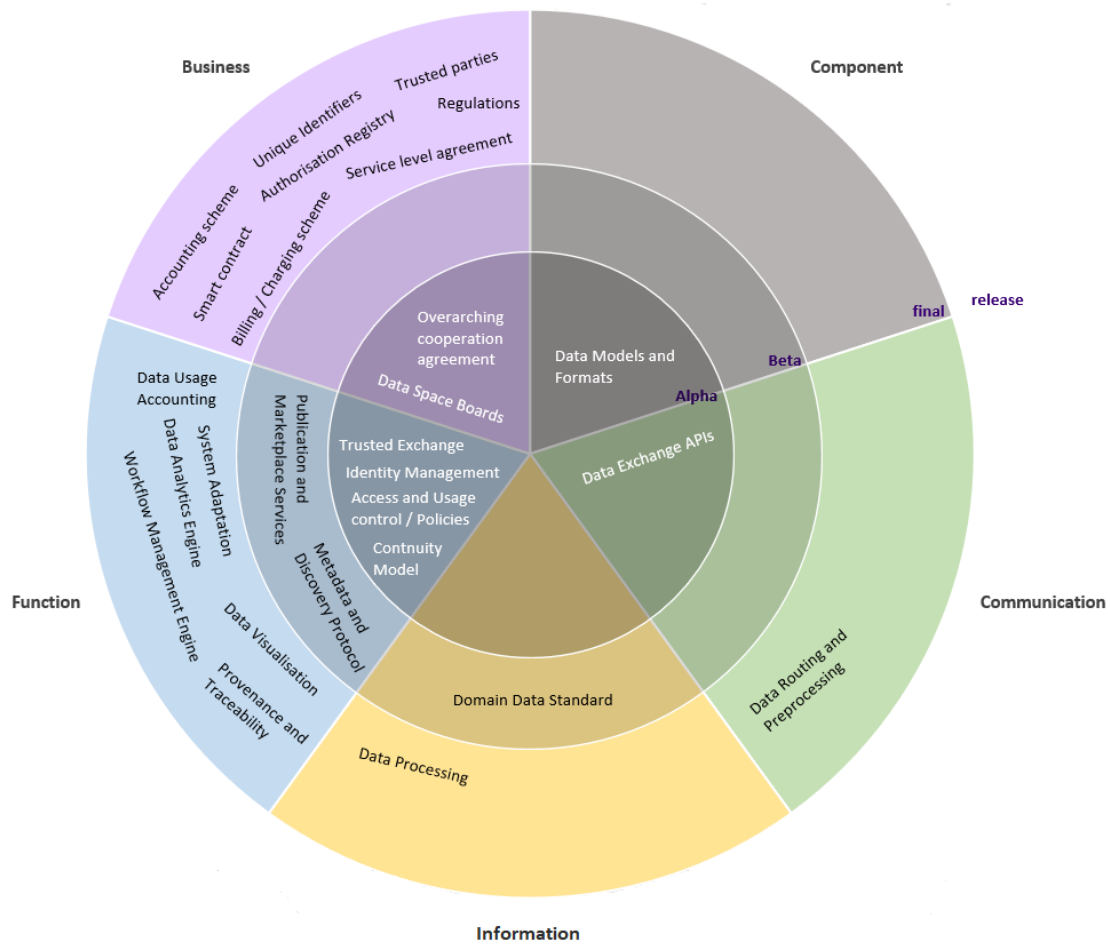 Business
Component
Trusted parties
Unique Identifiers
Regulations
Authorisation Registry
Service level agreement
Accounting scheme
Smart contract
Billing / Charging scheme
Overarching
cooperation
agreement
Data Space Boards
Data Models and
Formats
release
final
Beta
Alpha
Data Usage
Accounting
System Adaptation
Data Analytics Engine
Workflow Management Engine
Publication and
Marketplace Services
Trusted Exchange
Identity Management
Access and Usage
control / Policies
Contnuity
Model
Metadata and
Discovery Protocol
Data Visualisation
Provenance and
Traceability
Data Exchange APIs
Function
Communication
Data Routing and
Preprocessing
Domain Data Standard
Data Processing
Information